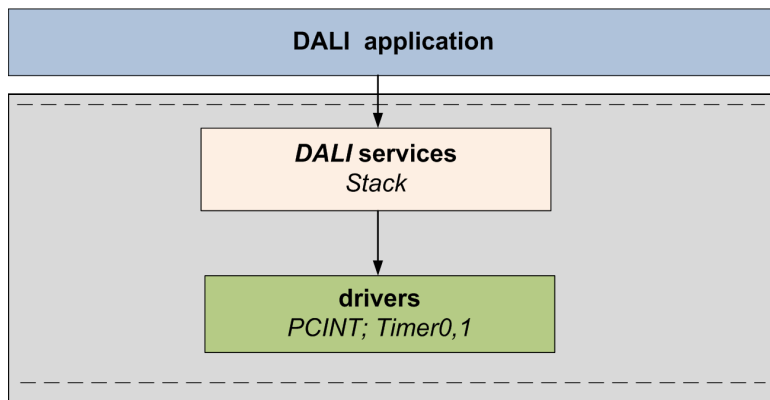 DALI application
DALI services
Stack
drivers
PCINT; Timer0,1